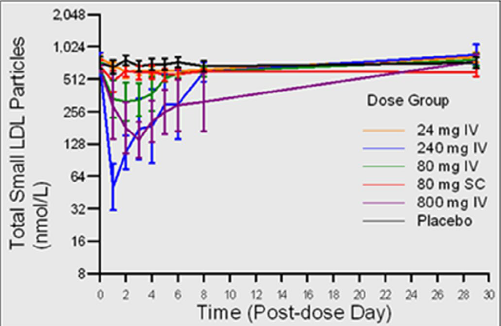 Total Small LDL Particles
(nmol/L)
2.048
1.024
512
256
128
64
32
16
8
Dose Group
24 mg IV
240 mg IV
80 mg IV
80 mg SC
800 mg IV
Placebo
0 2 4 6 8 10 12 14 16 18 20 22 24 26 28 30
Time (Post-dose Day)